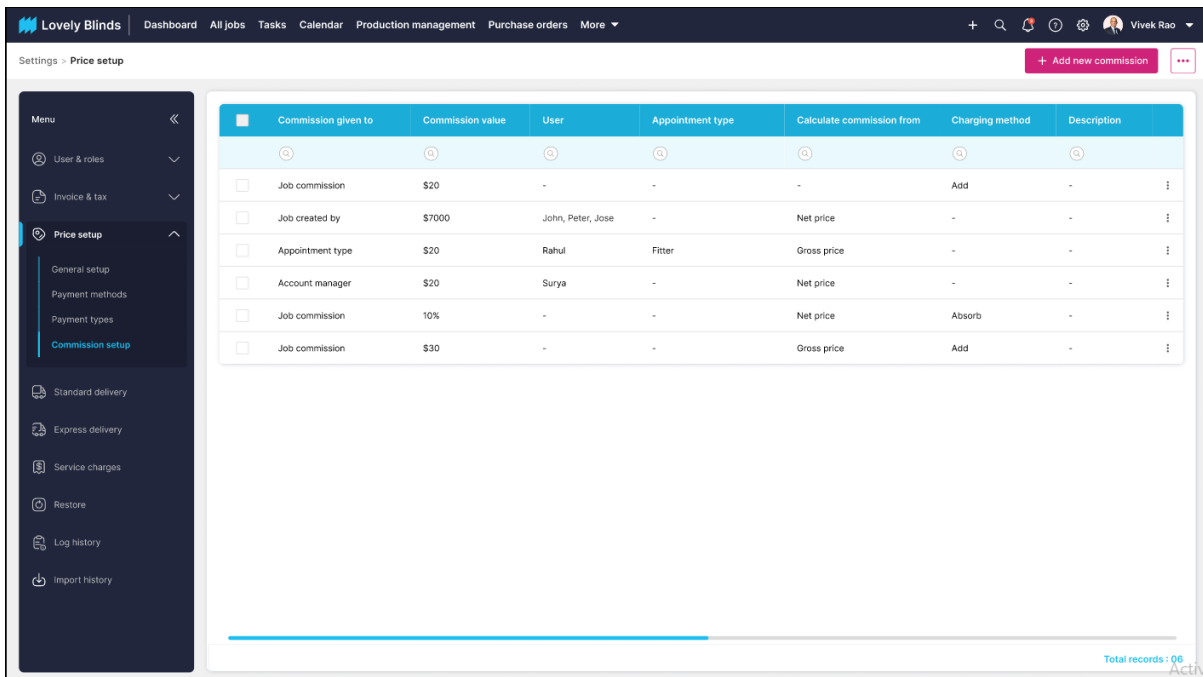 Lovely Blinds Dashboard All jobs Tasks Calendar Production management Purchase orders More Vivek Rao
Settings > Price setup + Add new commission
Menu
User & roles
Invoice & tax
Price setup
General setup
Payment methods
Payment types
Commission setup
Standard delivery
Express delivery
Service charges
Restore
Log history
Import history
Commission given to Commission value User Appointment type Calculate commission from Charging method Description
Job commission $20 - - - Add -
Job created by $7000 John, Peter, Jose - Net price - -
Appointment type $20 Rahul Fitter Gross price - -
Account manager $20 Surya - Net price - -
Job commission 10% - - Net price Absorb -
Job commission $30 - - Gross price Add -
Total records : 06
Activ